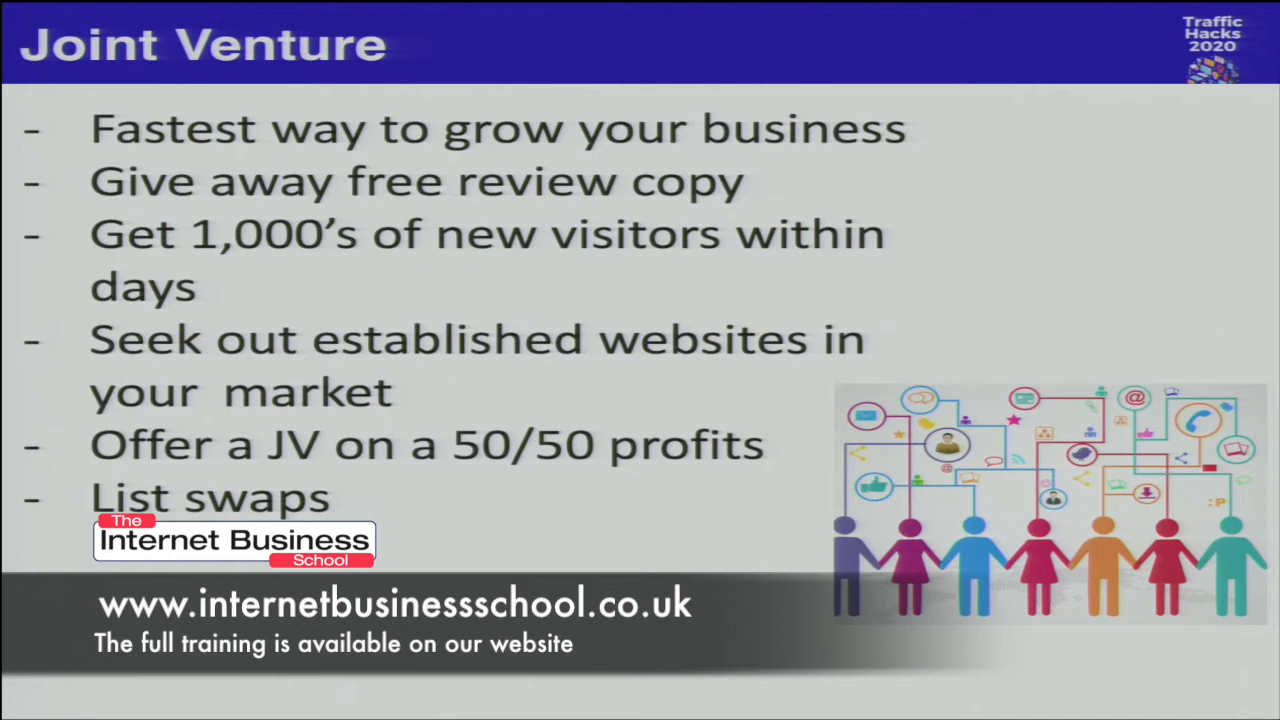 Joint Venture
Traffic
Hacks
2020
- Fastest way to grow your business
- Give away free review copy
- Get 1,000’s of new visitors within
days
- Seek out established websites in
your market
- Offer a JV on a 50/50 profits
- List swaps
@
@
@
:P
The
Internet Business
School
www.internetbusinessschool.co.uk
The full training is available on our website